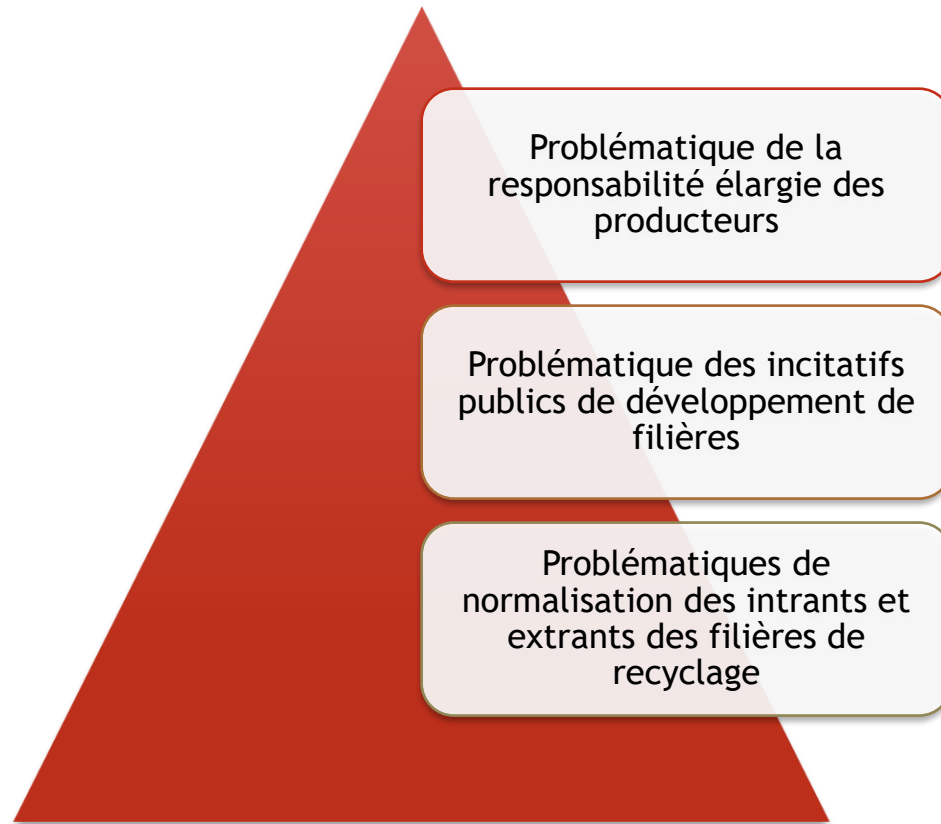 Problématique de la
responsabilité élargie des
producteurs
Problématique des incitatifs
publics de développement de
filières
Problématiques de
normalisation des intrants et
extrants des filières de
recyclage